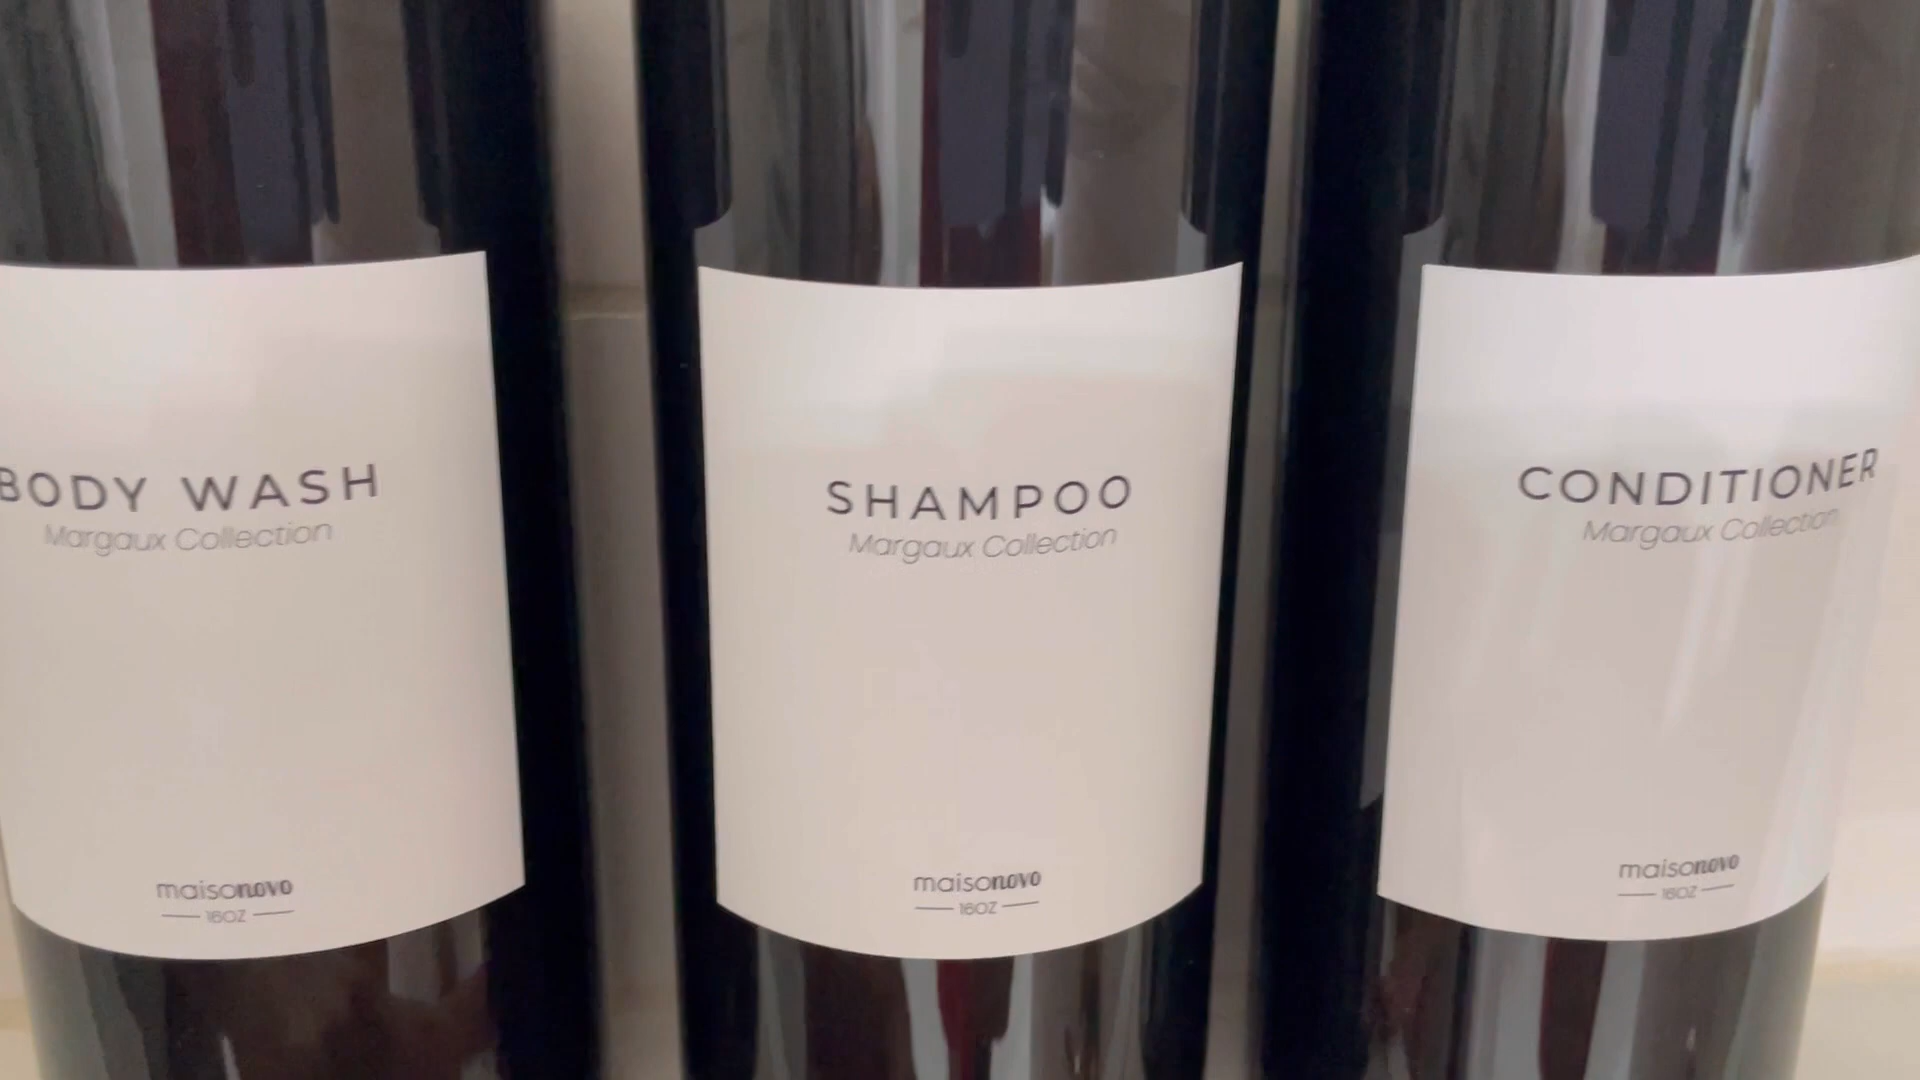 BODY WASH
Margaux Collection
maisonovo
16OZ
SHAMPOO
Margaux Collection
maisonovo
16OZ
CONDITIONER
Margaux Collection
maisonovo
16OZ